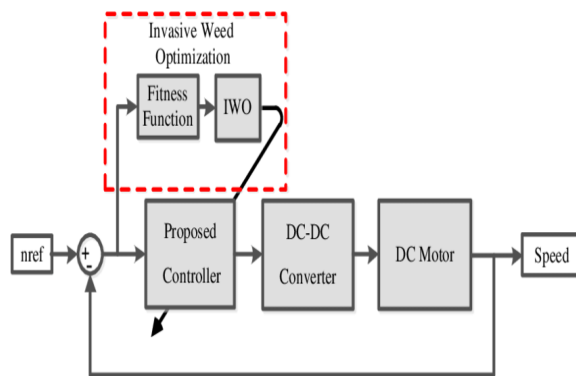 Invasive Weed
Optimization
Fitness
Function
IWO
nref
+
-
Proposed
Controller
DC-DC
Converter
DC Motor
Speed